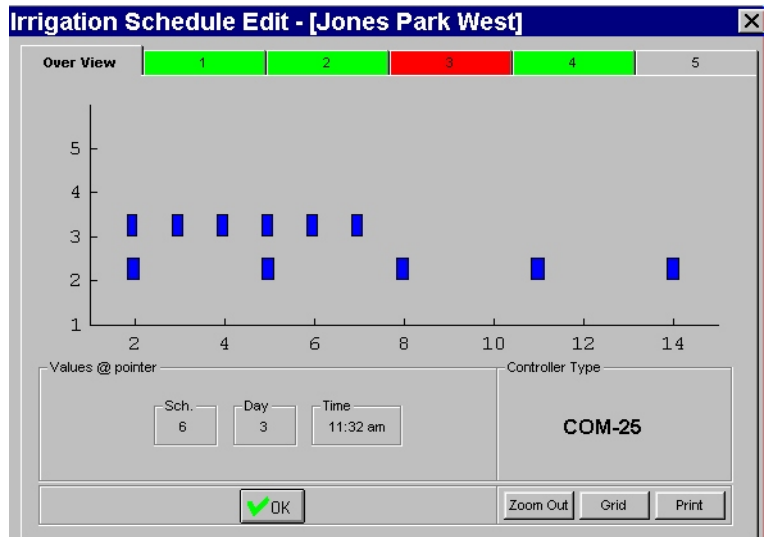 Irrigation Schedule Edit - [Jones Park West]
Over View 1 2 3 4 5
5
4
3
2
1
2 4 6 8 10 12 14
Values @ pointer
Controller Type
Sch. Day Time
6 3 11:32 am
COM-25
OK
Zoom Out Grid Print